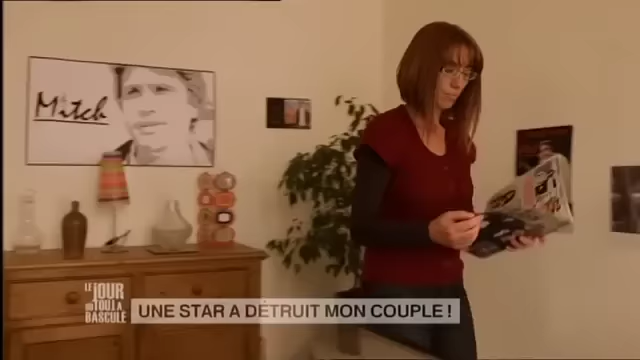 Mitch
LE JOUR
OÙ TOUT A
BASCULÉ
UNE STAR A DÉTRUIT MON COUPLE !